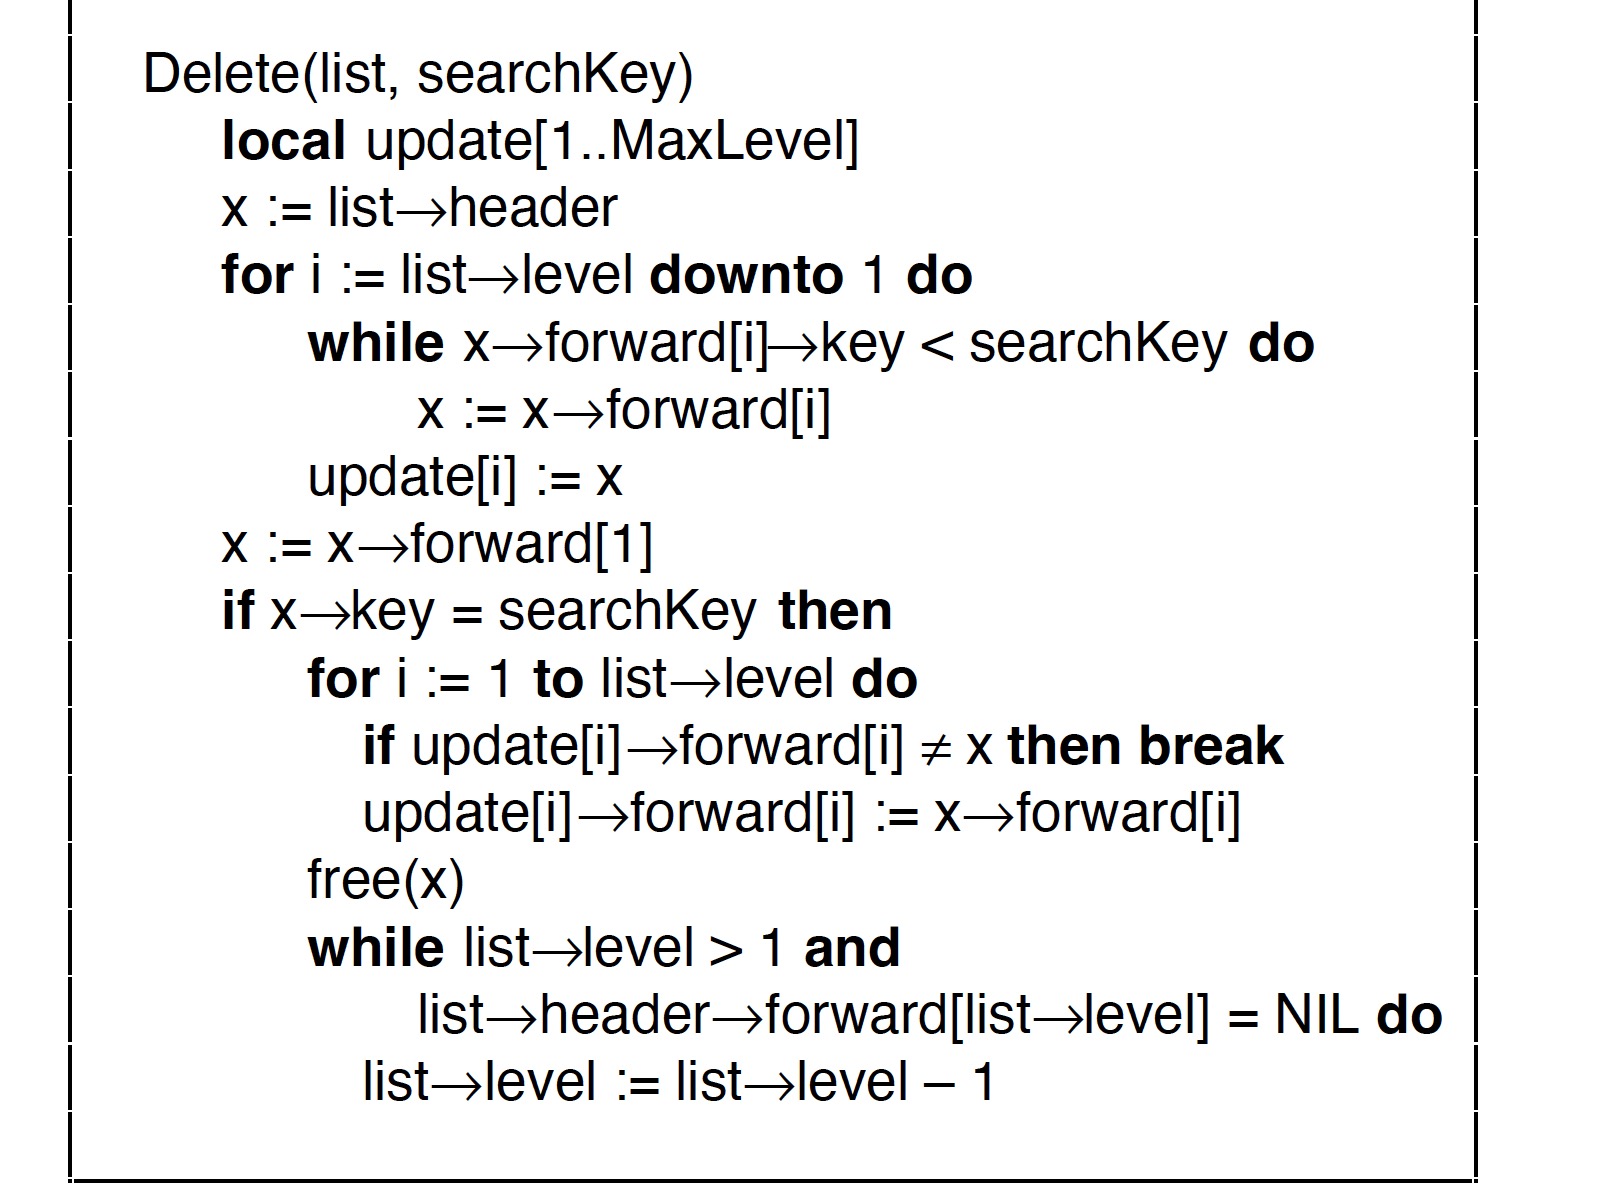 Delete(list, searchKey)
local update[1..MaxLevel]
x := list→header
for i := list→level downto 1 do
while x→forward[i]→key < searchKey do
x := x→forward[i]
update[i] := x
x := x→forward[1]
if x→key = searchKey then
for i := 1 to list→level do
if update[i]→forward[i] ≠ x then break
update[i]→forward[i] := x→forward[i]
free(x)
while list→level > 1 and
list→header→forward[list→level] = NIL do
list→level := list→level – 1